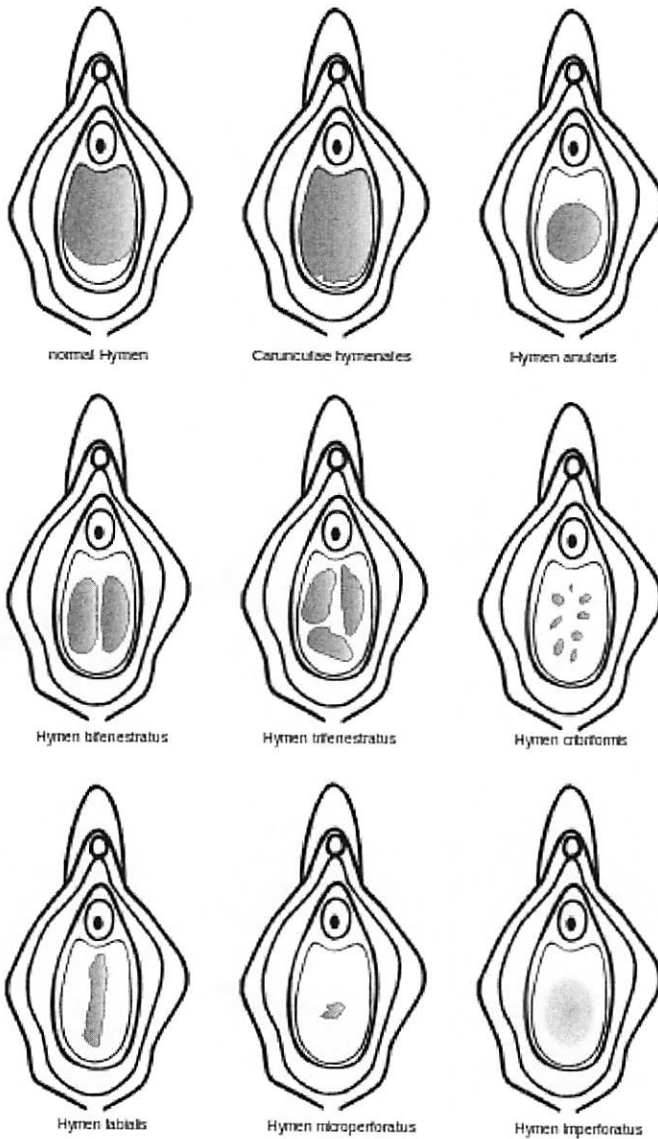 normal Hymen
Carunculae hymenales
Hymen anularis
Hymen bifenestratus
Hymen trifenestratus
Hymen cribriformis
Hymen labialis
Hymen microperforatus
Hymen imperforatus